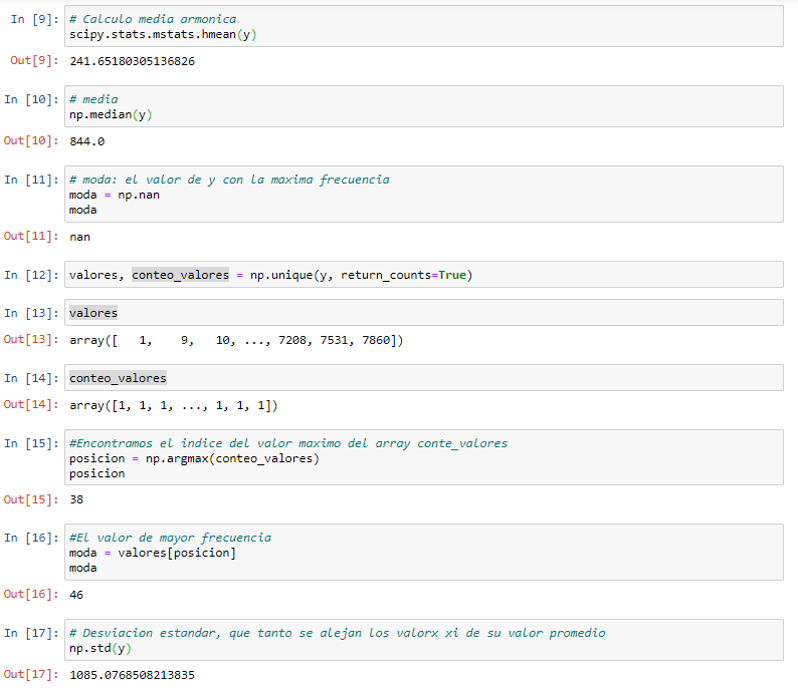 In [9]: # Calculo media armonica
scipy.stats.mstats.hmean(y)
Out[9]: 241.65180305136826
In [10]: # media
np.median(y)
Out[10]: 844.0
In [11]: # moda: el valor de y con la maxima frecuencia
moda = np.nan
moda
Out[11]: nan
In [12]: valores, conteo_valores = np.unique(y, return_counts=True)
In [13]: valores
Out[13]: array([   1,    9,   10, ..., 7208, 7531, 7860])
In [14]: conteo_valores
Out[14]: array([1, 1, 1, ..., 1, 1, 1])
In [15]: #Encontramos el indice del valor maximo del array conte_valores
posicion = np.argmax(conteo_valores)
posicion
Out[15]: 38
In [16]: #El valor de mayor frecuencia
moda = valores[posicion]
moda
Out[16]: 46
In [17]: # Desviacion estandar, que tanto se alejan los valorx xi de su valor promedio
np.std(y)
Out[17]: 1085.0768508213835